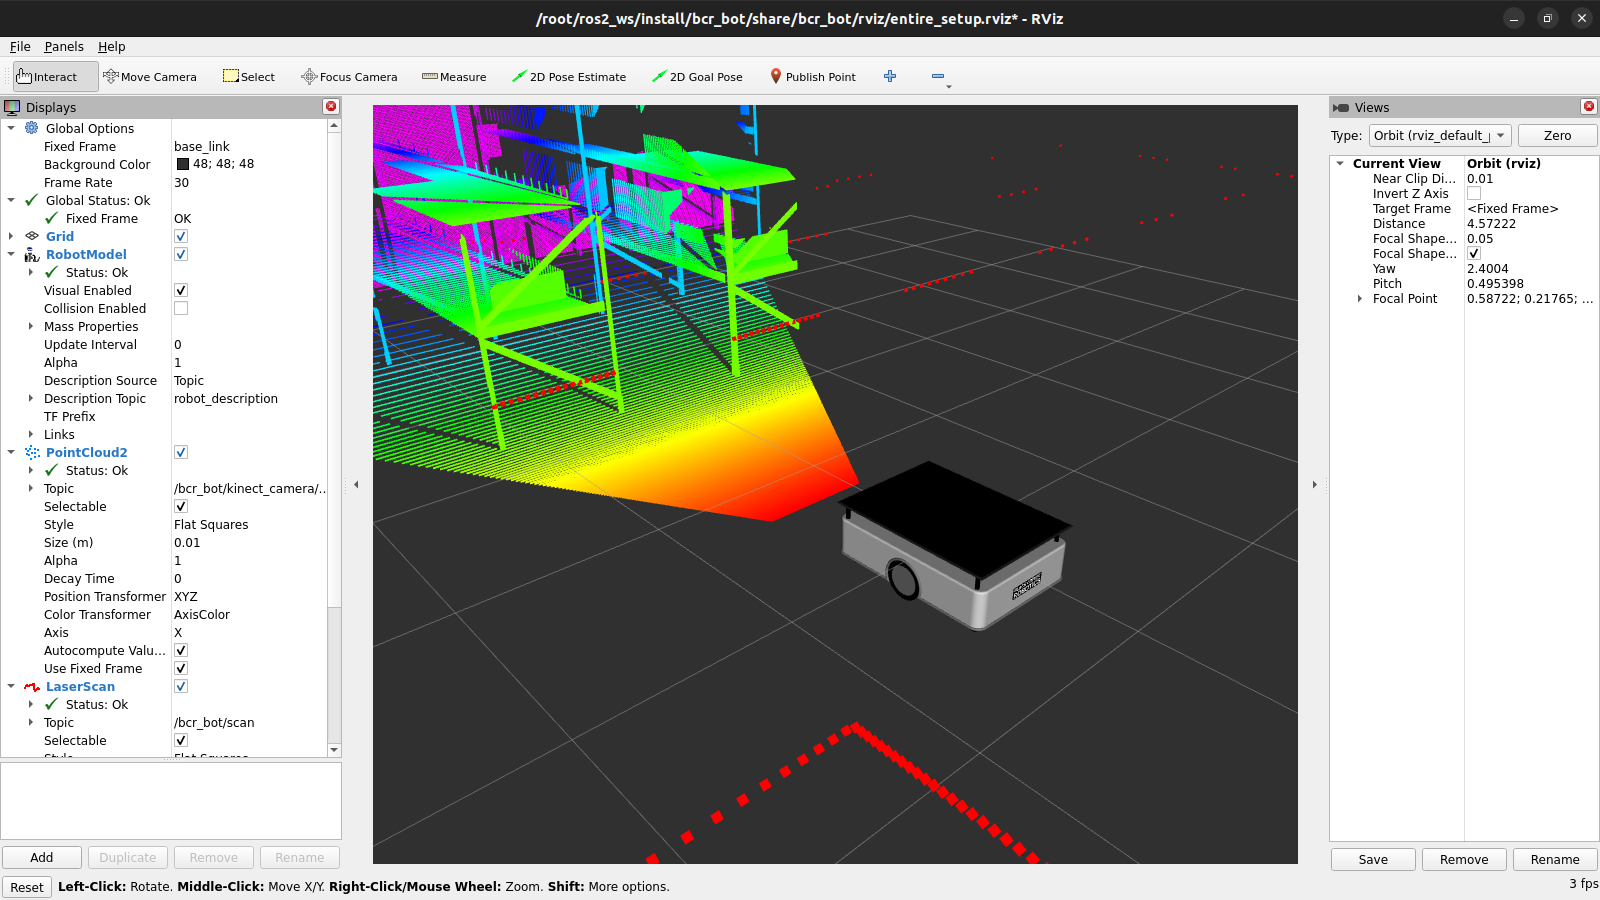 /root/ros2_ws/install/bcr_bot/share/bcr_bot/rviz/entire_setup.rviz* - RViz
File Panels Help
Interact Move Camera Select Focus Camera Measure 2D Pose Estimate 2D Goal Pose Publish Point
Displays
Global Options
Fixed Frame base_link
Background Color 48; 48; 48
Frame Rate 30
Global Status: Ok
Fixed Frame OK
Grid
RobotModel
Status: Ok
Visual Enabled
Collision Enabled
Mass Properties
Update Interval 0
Alpha 1
Description Source Topic
Description Topic robot_description
TF Prefix
Links
PointCloud2
Status: Ok
Topic /bcr_bot/kinect_camera/...
Selectable
Style Flat Squares
Size (m) 0.01
Alpha 1
Decay Time 0
Position Transformer XYZ
Color Transformer AxisColor
Axis X
Autocompute Valu...
Use Fixed Frame
LaserScan
Status: Ok
Topic /bcr_bot/scan
Selectable
Style Flat Squares
Add Duplicate Remove Rename
Reset Left-Click: Rotate. Middle-Click: Move X/Y. Right-Click/Mouse Wheel: Zoom. Shift: More options.
Views
Type: Orbit (rviz_default_ Zero
Current View Orbit (rviz)
Near Clip Di... 0.01
Invert Z Axis
Target Frame <Fixed Frame>
Distance 4.57222
Focal Shape... 0.05
Focal Shape...
Yaw 2.4004
Pitch 0.495398
Focal Point 0.58722; 0.21765; ...
Save Remove Rename
3 fps